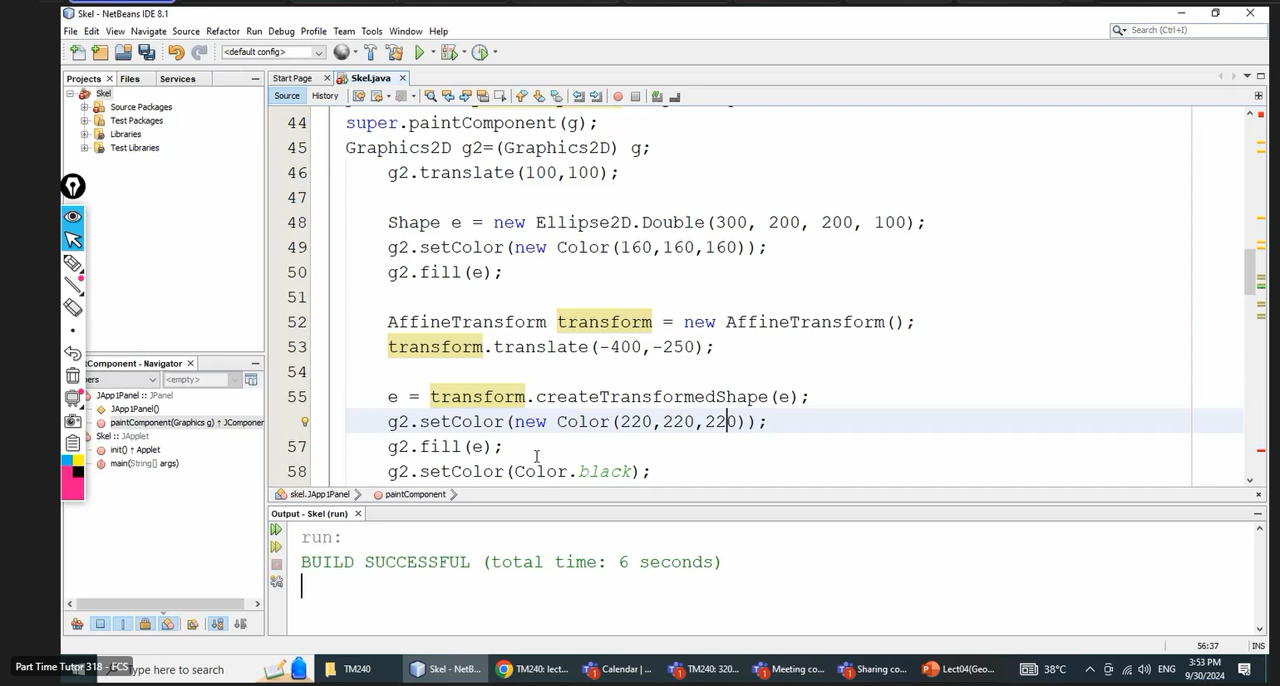 Skel - NetBeans IDE 8.1
File Edit View Navigate Source Refactor Run Debug Profile Team Tools Window Help
Search (Ctrl+I)
<default config>
Projects Files Services
Start Page Skel.java
Source History
Skel
Source Packages
Test Packages
Libraries
Test Libraries
44 super.paintComponent(g);
45 Graphics2D g2=(Graphics2D) g;
46 g2.translate(100,100);
47
48 Shape e = new Ellipse2D.Double(300, 200, 200, 100);
49 g2.setColor(new Color(160,160,160));
50 g2.fill(e);
51
52 AffineTransform transform = new AffineTransform();
53 transform.translate(-400,-250);
54
55 e = transform.createTransformedShape(e);
g2.setColor(new Color(220,220,220));
57 g2.fill(e);
58 g2.setColor(Color.black);
tComponent - Navigator
bers <empty>
JApp1Panel :: JPanel
JApp1Panel()
paintComponent(Graphics g) ↑ JCompone
Skel :: JApplet
init() ↑ Applet
main(String[] args)
skel.JApp1Panel paintComponent
Output - Skel (run)
run:
BUILD SUCCESSFUL (total time: 6 seconds)
56:37 INS
Part Time Tutor 318 - FCS
Type here to search
TM240
Skel - NetB...
TM240: lect...
Calendar | ...
TM240: 320...
Meeting co...
Sharing co...
Lect04(Geo...
38°C
ENG
3:53 PM
9/30/2024